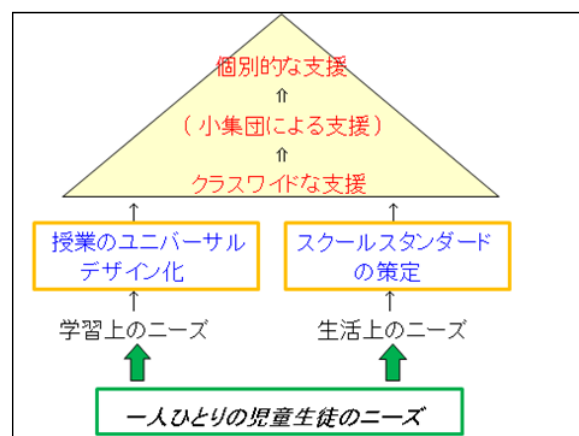 個別的な支援
⇧
（小集団による支援）
⇧
クラスワイドな支援
↑ ↑
授業のユニバーサル
デザイン化
スクールスタンダード
の策定
↑ ↑
学習上のニーズ
生活上のニーズ
一人ひとりの児童生徒のニーズ